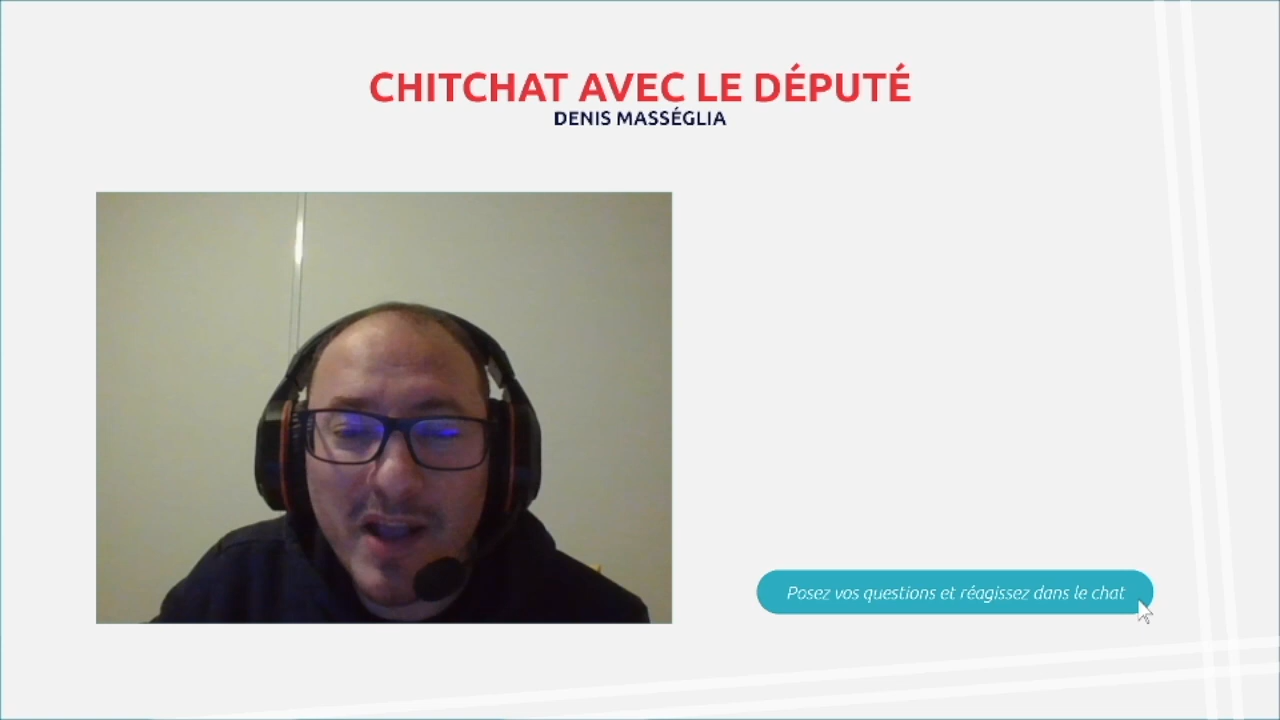 CHITCHAT AVEC LE DÉPUTÉ
DENIS MASSÉGLIA
Posez vos questions et réagissez dans le chat